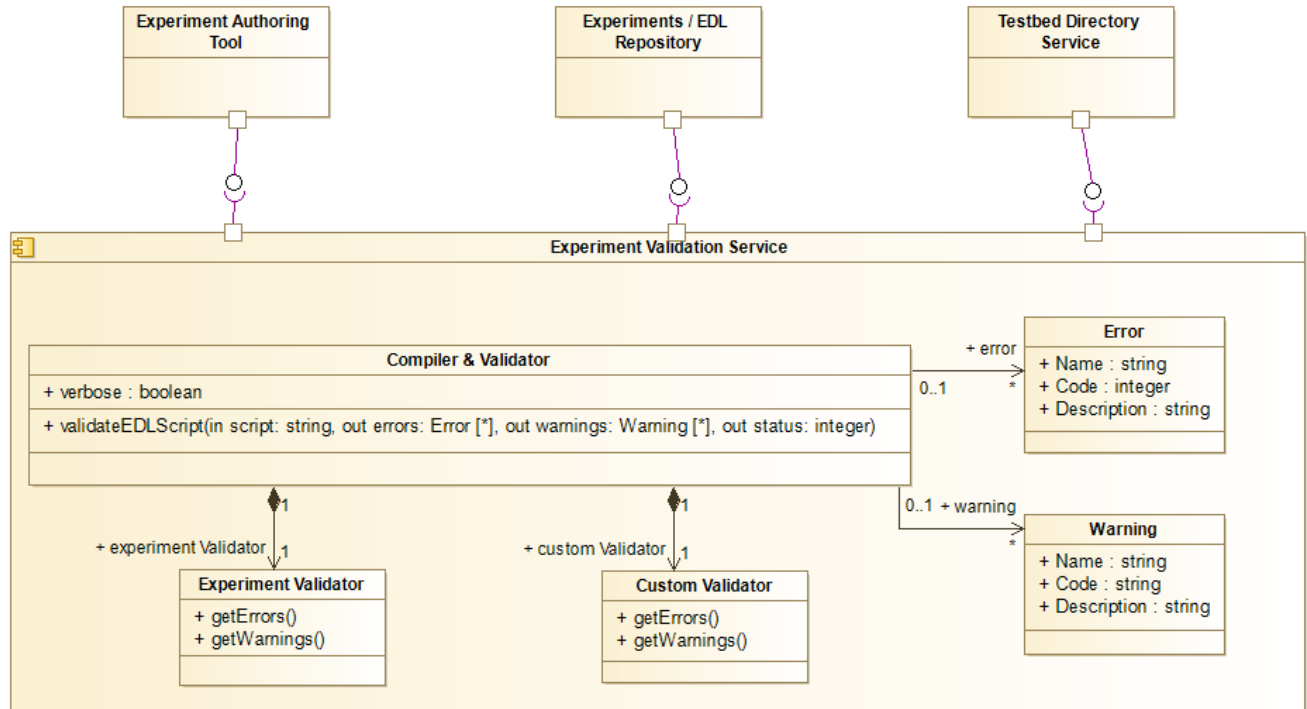 Experiment Authoring
Tool
Experiments / EDL
Repository
Testbed Directory
Service
Experiment Validation Service
Compiler & Validator
+ verbose : boolean
+ validateEDLScript(in script: string, out errors: Error [*], out warnings: Warning [*], out status: integer)
+ error
0..1
*
Error
+ Name : string
+ Code : integer
+ Description : string
0..1
+ warning
*
Warning
+ Name : string
+ Code : string
+ Description : string
1
+ experiment Validator
1
Experiment Validator
+ getErrors()
+ getWarnings()
1
+ custom Validator
1
Custom Validator
+ getErrors()
+ getWarnings()